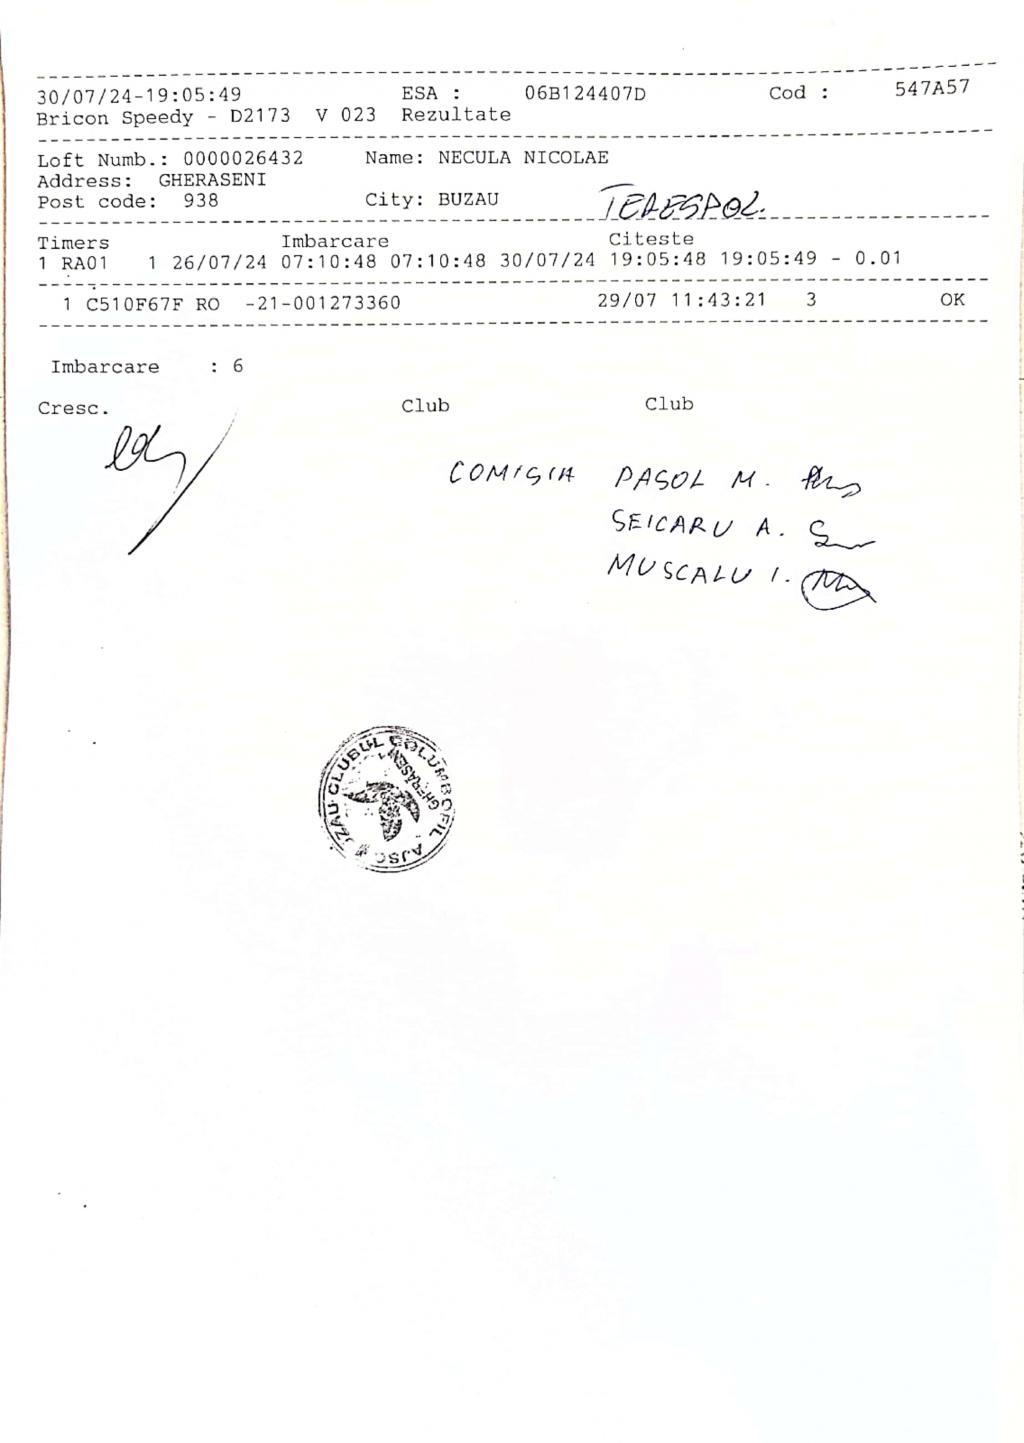 30/07/24-19:05:49 ESA : 06B124407D Cod : 547A57
Bricon Speedy - D2173 V 023 Rezultate
Loft Numb.: 0000026432 Name: NECULA NICOLAE
Address: GHERASENI
Post code: 938 City: BUZAU TERESPOL.
Timers Imbarcare Citeste
1 RA01 1 26/07/24 07:10:48 07:10:48 30/07/24 19:05:48 19:05:49 - 0.01
1 C510F67F RO -21-001273360 29/07 11:43:21 3 OK
Imbarcare : 6
Cresc. Club Club
COMISIA PASOL M.
SEICARU A.
MUSCALU I.
CLUBUL COLUMBOFIL
GHERASENI
AJSC